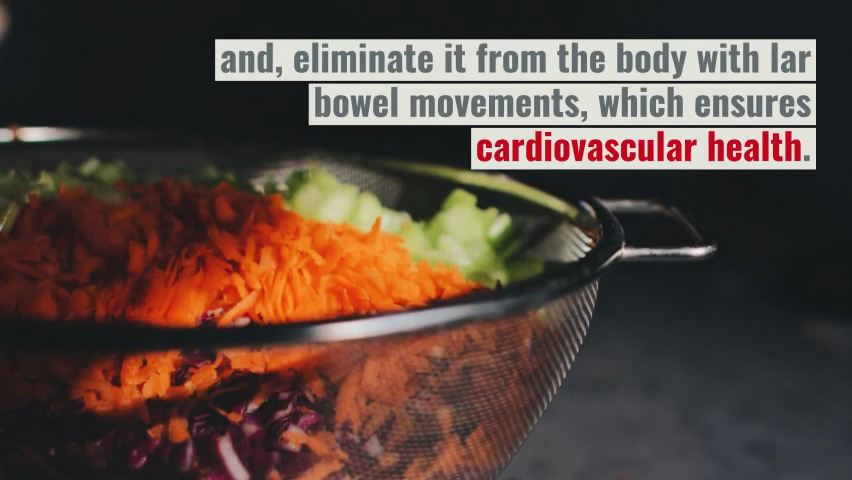 and, eliminate it from the body with lar
bowel movements, which ensures
cardiovascular health.